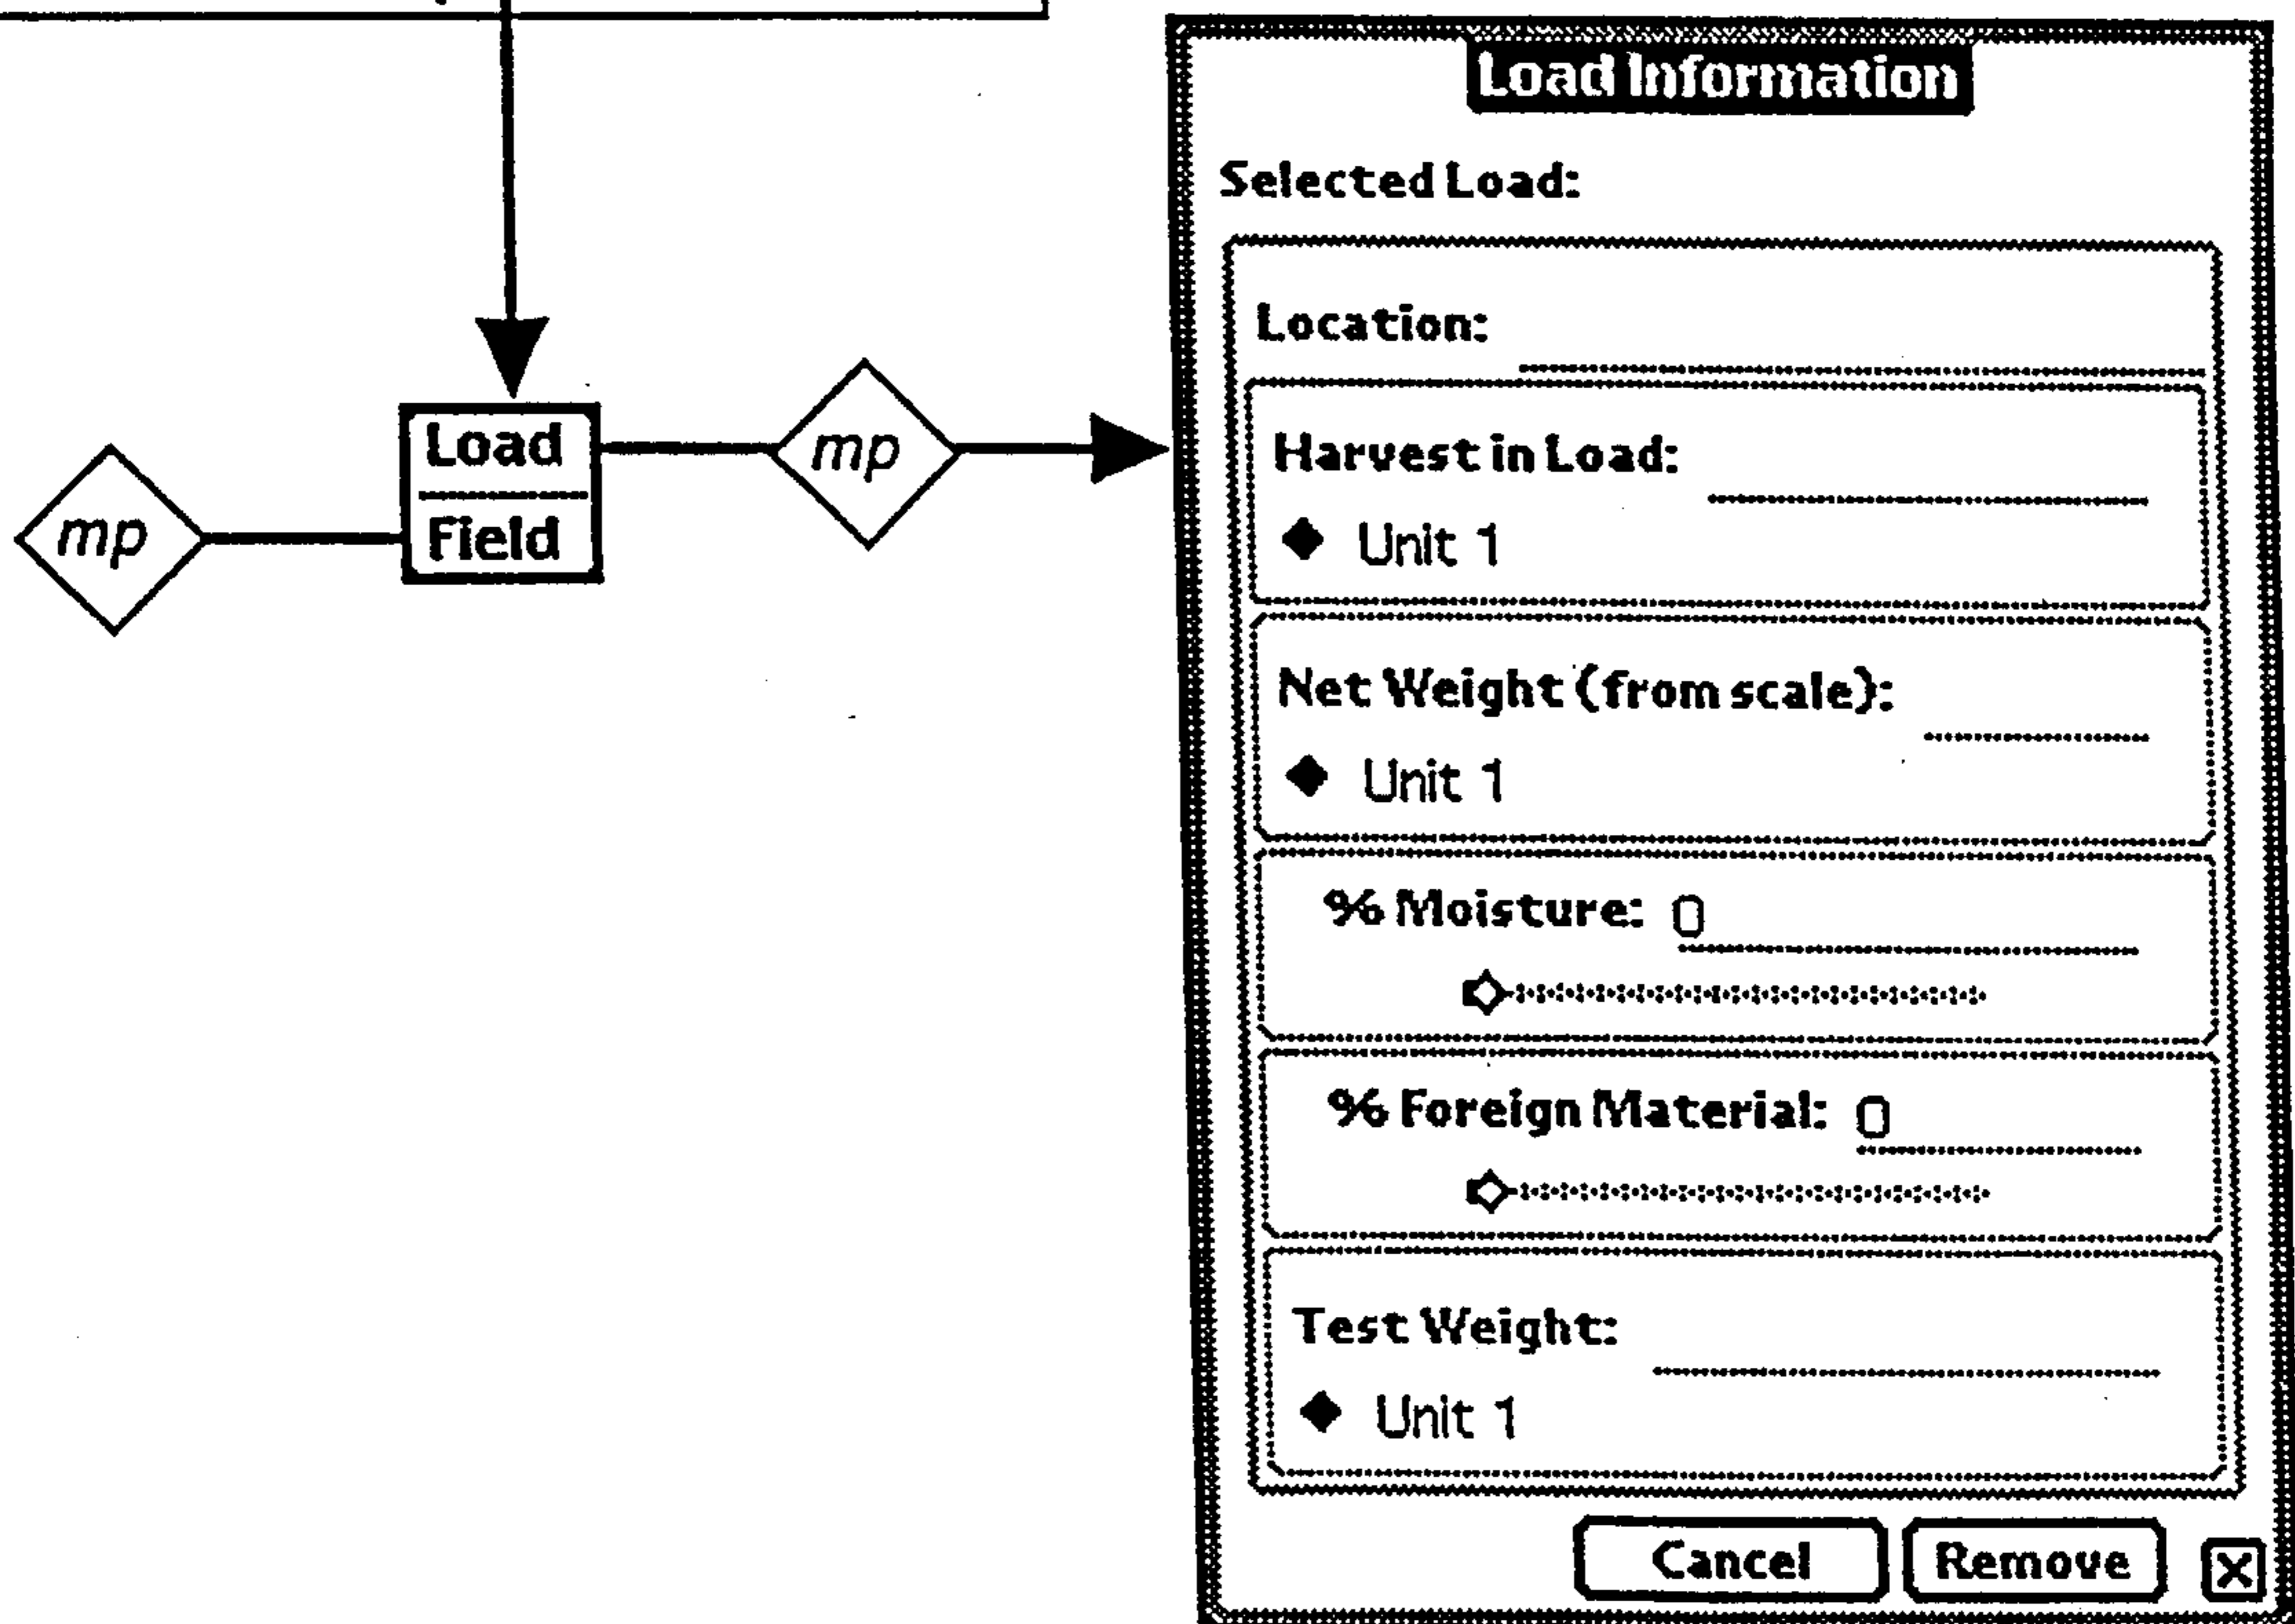 Load Information
Selected Load:
Location:
Load
mp
Harvest in Load:
mp
Field
Unit 1
Net Weight (from scale):
Unit 1
% Moisture: 0
% Foreign Material: 0
Test Weight:
Unit 1
Cancel Remove X